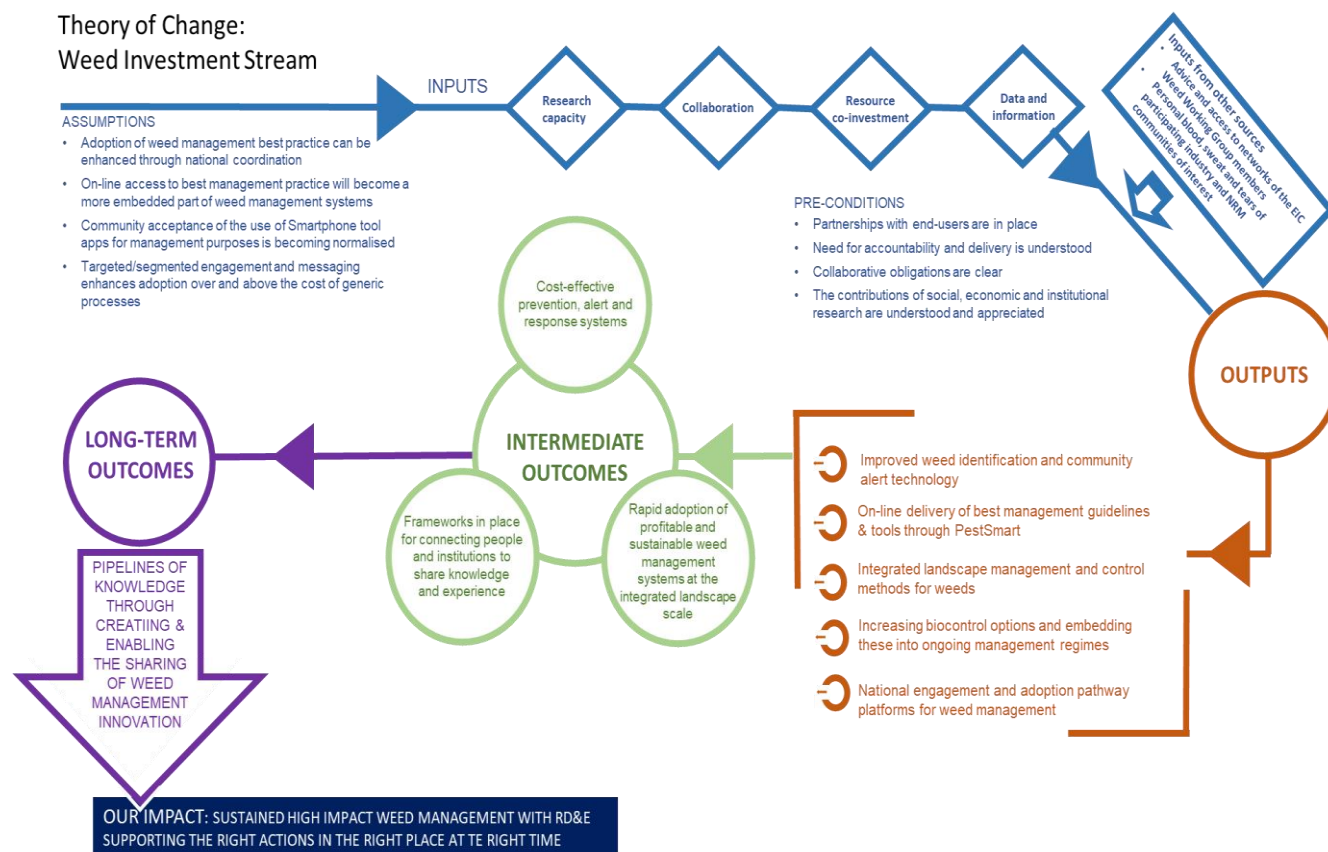 Theory of Change:
Weed Investment Stream
INPUTS
Research
capacity
Collaboration
Resource
co-investment
Data and
information
Inputs from other sources
• Advice and access to networks of the EIC
Weed Working Group members
• Personal blood, sweat and tears of
participating industry and NRM
communities of interest
ASSUMPTIONS
• Adoption of weed management best practice can be
enhanced through national coordination
• On-line access to best management practice will become a
more embedded part of weed management systems
• Community acceptance of the use of Smartphone tool
apps for management purposes is becoming normalised
• Targeted/segmented engagement and messaging
enhances adoption over and above the cost of generic
processes
PRE-CONDITIONS
• Partnerships with end-users are in place
• Need for accountability and delivery is understood
• Collaborative obligations are clear
• The contributions of social, economic and institutional
research are understood and appreciated
OUTPUTS
Improved weed identification and community
alert technology
On-line delivery of best management guidelines
& tools through PestSmart
Integrated landscape management and control
methods for weeds
Increasing biocontrol options and embedding
these into ongoing management regimes
National engagement and adoption pathway
platforms for weed management
Cost-effective
prevention, alert and
response systems
INTERMEDIATE
OUTCOMES
Frameworks in place
for connecting people
and institutions to
share knowledge
and experience
Rapid adoption of
profitable and
sustainable weed
management
systems at the
integrated landscape
scale
LONG-TERM
OUTCOMES
PIPELINES OF
KNOWLEDGE
THROUGH
CREATIING &
ENABLING
THE SHARING
OF WEED
MANAGEMENT
INNOVATION
OUR IMPACT: SUSTAINED HIGH IMPACT WEED MANAGEMENT WITH RD&E
SUPPORTING THE RIGHT ACTIONS IN THE RIGHT PLACE AT TE RIGHT TIME